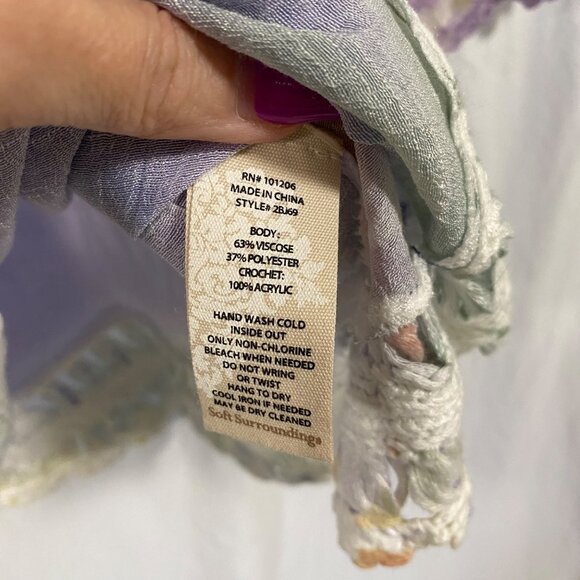 RN# 101206
MADE IN CHINA
STYLE# 2BJ69
BODY:
63% VISCOSE
37% POLYESTER
CROCHET:
100% ACRYLIC
HAND WASH COLD
INSIDE OUT
ONLY NON-CHLORINE
BLEACH WHEN NEEDED
DO NOT WRING
OR TWIST
HANG TO DRY
COOL IRON IF NEEDED
MAY BE DRY CLEANED
Soft Surroundings